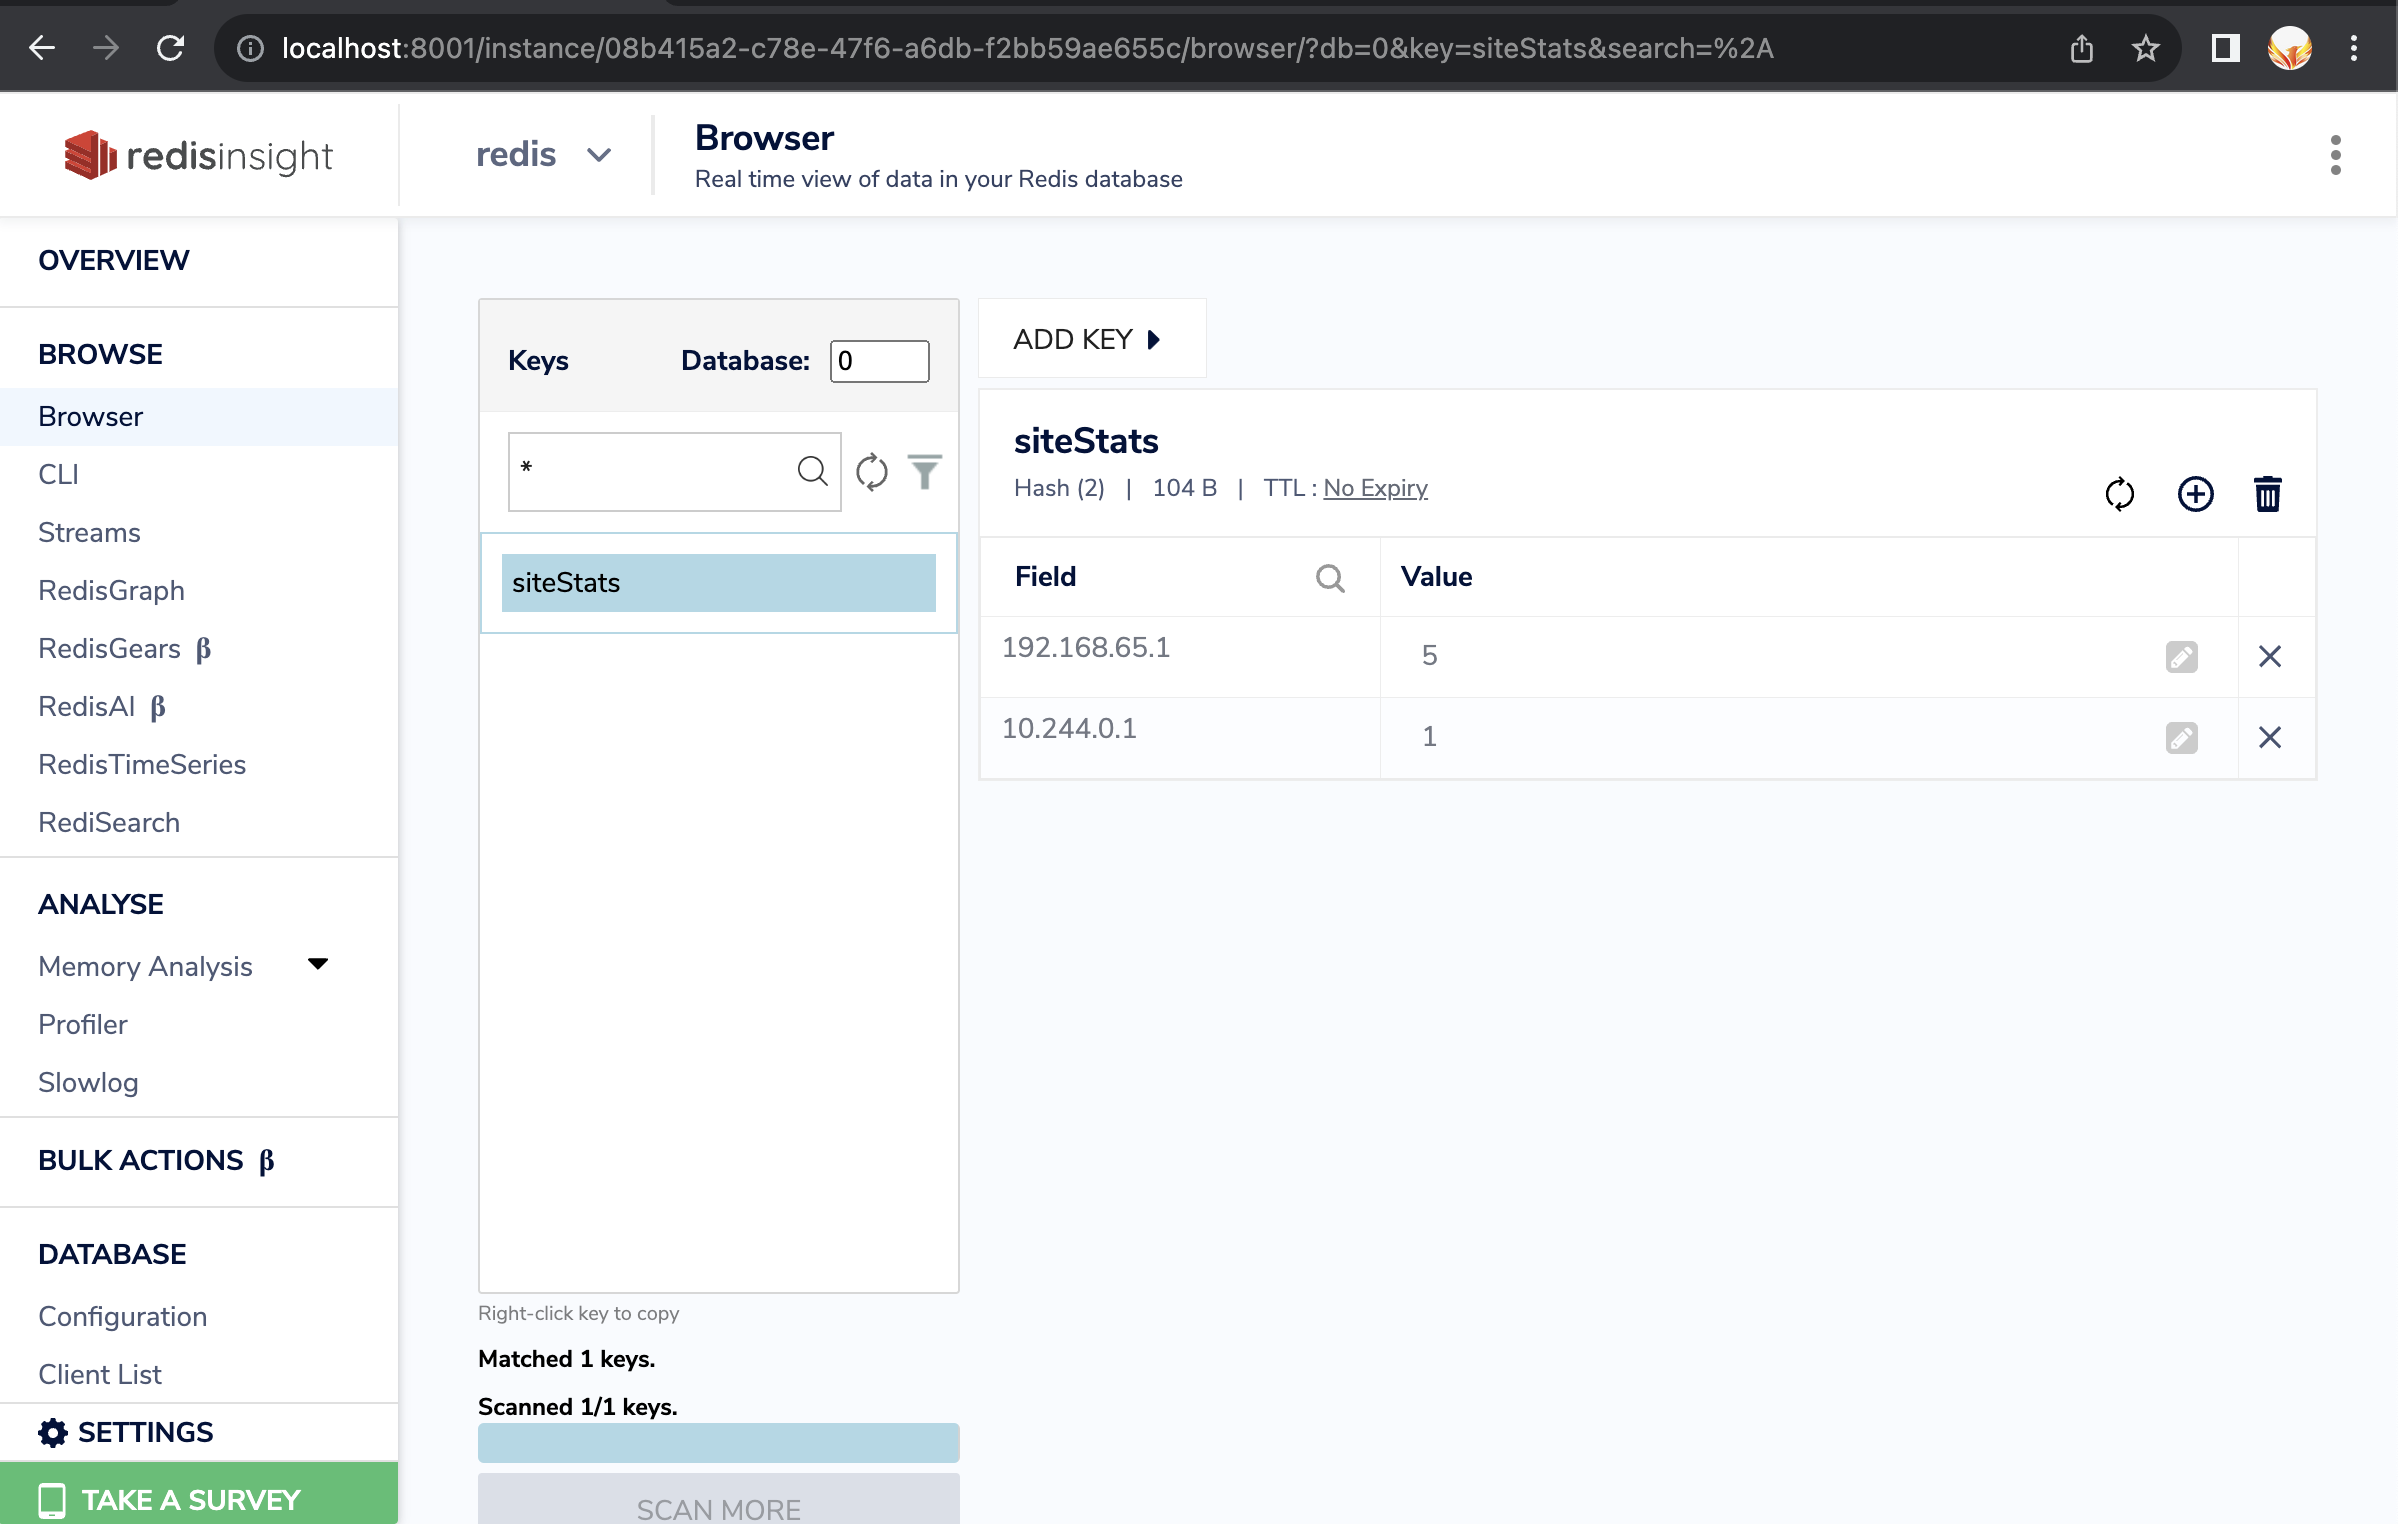 localhost:8001/instance/08b415a2-c78e-47f6-a6db-f2bb59ae655c/browser/?db=0&key=siteStats&search=%2A
redisinsight
redis
Browser
Real time view of data in your Redis database
OVERVIEW
BROWSE
Browser
CLI
Streams
RedisGraph
RedisGears β
RedisAI β
RedisTimeSeries
RediSearch
ANALYSE
Memory Analysis
Profiler
Slowlog
BULK ACTIONS β
DATABASE
Configuration
Client List
SETTINGS
TAKE A SURVEY
Keys Database: 0
*
siteStats
Right-click key to copy
Matched 1 keys.
Scanned 1/1 keys.
SCAN MORE
ADD KEY
siteStats
Hash (2) | 104 B | TTL : No Expiry
Field Value
192.168.65.1 5
10.244.0.1 1